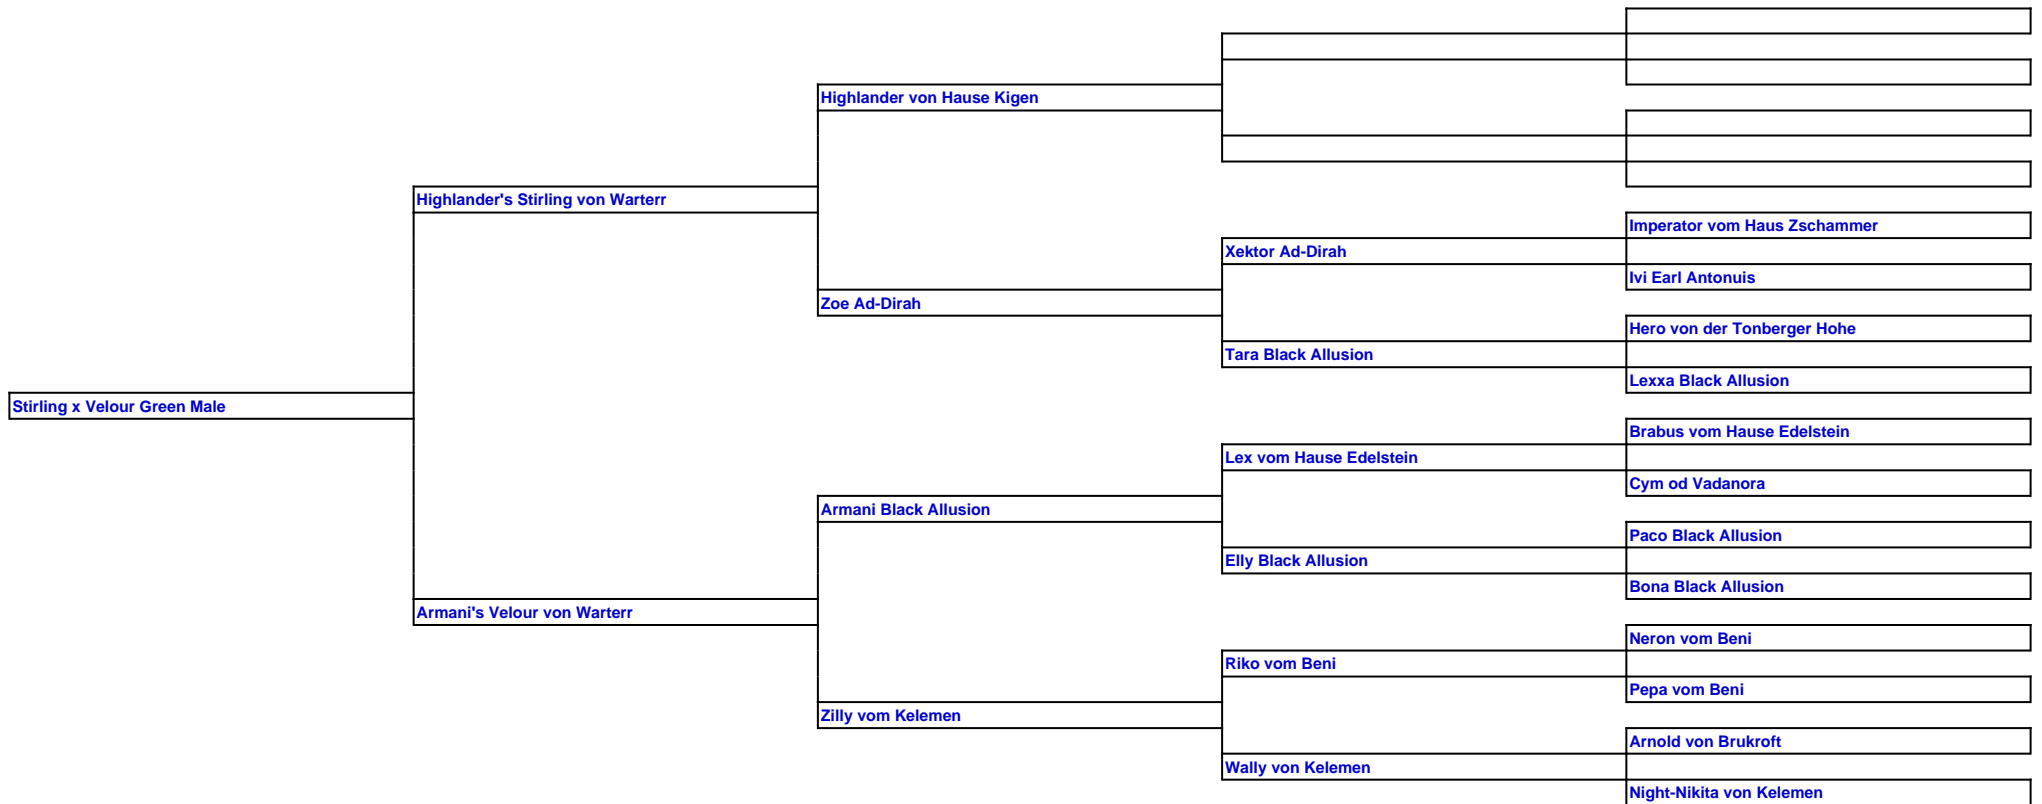 Highlander von Hause Kigen
Highlander's Stirling von Warterr
Imperator vom Haus Zschammer
Xektor Ad-Dirah
Ivi Earl Antonuis
Zoe Ad-Dirah
Hero von der Tonberger Hohe
Tara Black Allusion
Lexxa Black Allusion
Stirling x Velour Green Male
Brabus vom Hause Edelstein
Lex vom Hause Edelstein
Cym od Vadanora
Armani Black Allusion
Paco Black Allusion
Elly Black Allusion
Bona Black Allusion
Armani's Velour von Warterr
Neron vom Beni
Riko vom Beni
Pepa vom Beni
Zilly vom Kelemen
Arnold von Brukroft
Wally von Kelemen
Night-Nikita von Kelemen